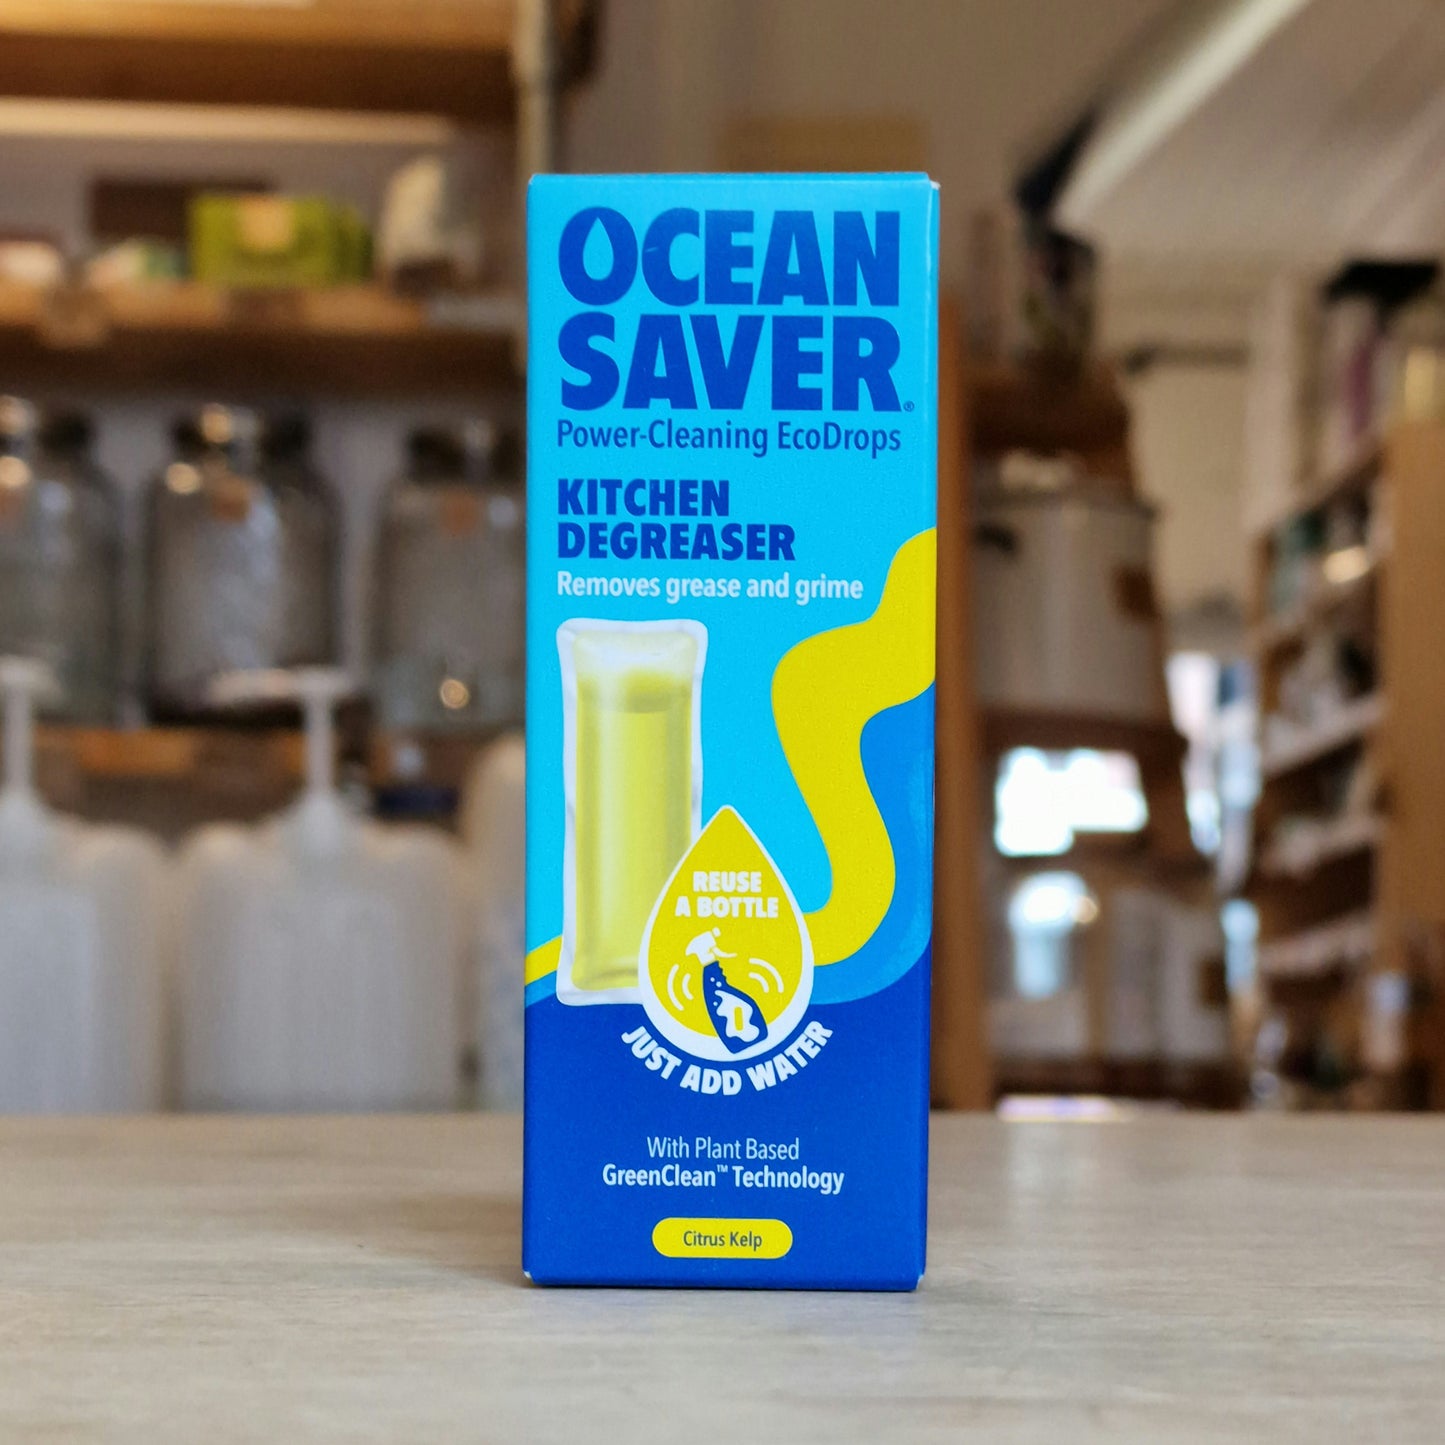 OCEAN
SAVER®
Power-Cleaning EcoDrops
KITCHEN
DEGREASER
Removes grease and grime
REUSE
A BOTTLE
JUST ADD WATER
With Plant Based
GreenClean™ Technology
Citrus Kelp